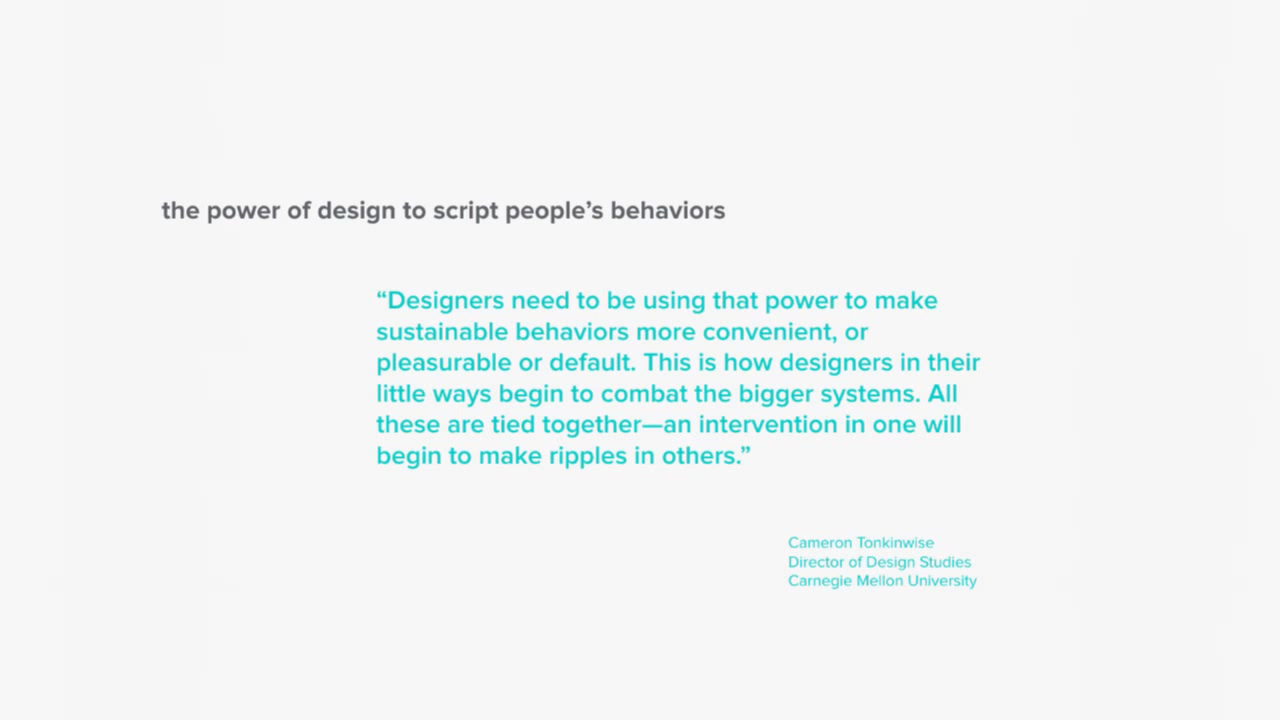 the power of design to script people’s behaviors
“Designers need to be using that power to make
sustainable behaviors more convenient, or
pleasurable or default. This is how designers in their
little ways begin to combat the bigger systems. All
these are tied together—an intervention in one will
begin to make ripples in others.”
Cameron Tonkinwise
Director of Design Studies
Carnegie Mellon University